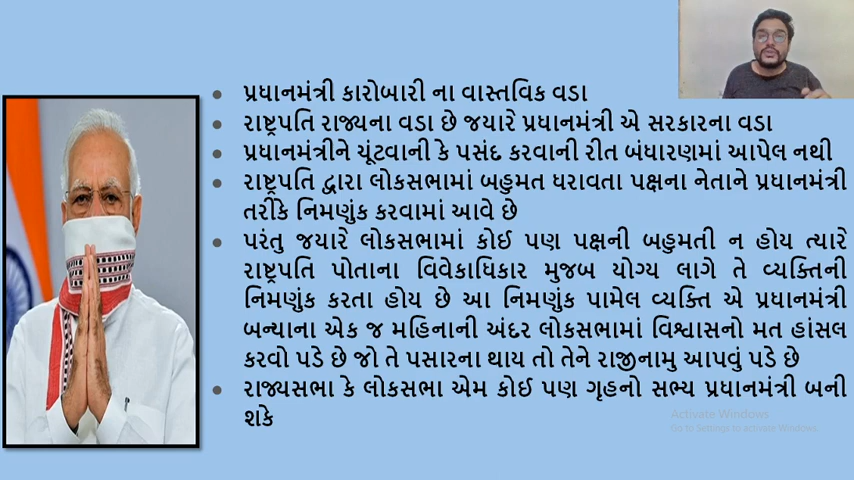 પ્રધાનમંત્રી કારોબારી ના વાસ્તવિક વડા
રાષ્ટ્રપતિ રાજ્યના વડા છે જયારે પ્રધાનમંત્રી એ સરકારના વડા
પ્રધાનમંત્રીને ચૂંટવાની કે પસંદ કરવાની રીત બંધારણમાં આપેલ નથી
રાષ્ટ્રપતિ દ્વારા લોકસભામાં બહુમત ધરાવતા પક્ષના નેતાને પ્રધાનમંત્રી
તરીકે નિમણુંક કરવામાં આવે છે
પરંતુ જયારે લોકસભામાં કોઈ પણ પક્ષની બહુમતી ન હોય ત્યારે
રાષ્ટ્રપતિ પોતાના વિવેકાધિકાર મુજબ યોગ્ય લાગે તે વ્યક્તિની
નિમણુંક કરતા હોય છે આ નિમણુંક પામેલ વ્યક્તિ એ પ્રધાનમંત્રી
બન્યાના એક જ મહિનાની અંદર લોકસભામાં વિશ્વાસનો મત હાંસલ
કરવો પડે છે જો તે પસારના થાય તો તેને રાજીનામુ આપવું પડે છે
રાજ્યસભા કે લોકસભા એમ કોઈ પણ ગૃહનો સભ્ય પ્રધાનમંત્રી બની
શકે
Activate Windows
Go to Settings to activate Windows.